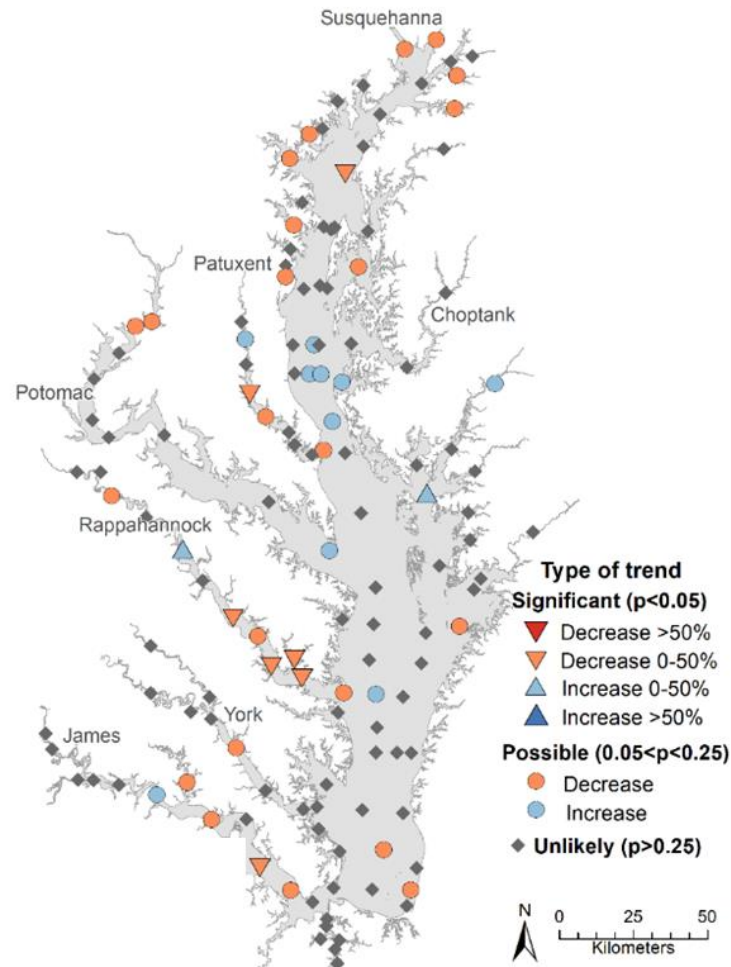 Susquehanna
Patuxent
Choptank
Potomac
Rappahannock
York
James
Type of trend
Significant (p<0.05)
Decrease >50%
Decrease 0-50%
Increase 0-50%
Increase >50%
Possible (0.05<p<0.25)
Decrease
Increase
Unlikely (p>0.25)
N
0 25 50
Kilometers